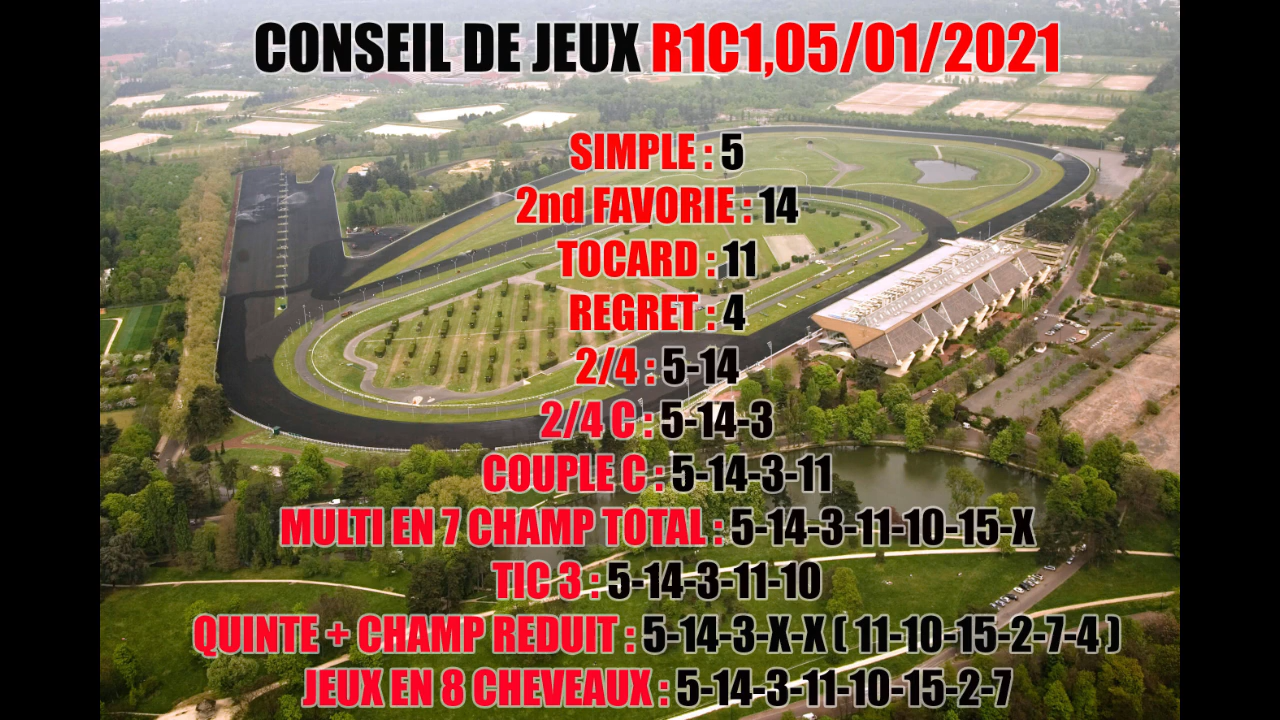 CONSEIL DE JEUX R1C1,05/01/2021
SIMPLE : 5
2nd FAVORIE : 14
TOCARD : 11
REGRET : 4
2/4 : 5-14
2/4 C : 5-14-3
COUPLE C : 5-14-3-11
MULTI EN 7 CHAMP TOTAL : 5-14-3-11-10-15-X
TIC 3 : 5-14-3-11-10
QUINTE + CHAMP REDUIT : 5-14-3-X-X ( 11-10-15-2-7-4 )
JEUX EN 8 CHEVEAUX : 5-14-3-11-10-15-2-7